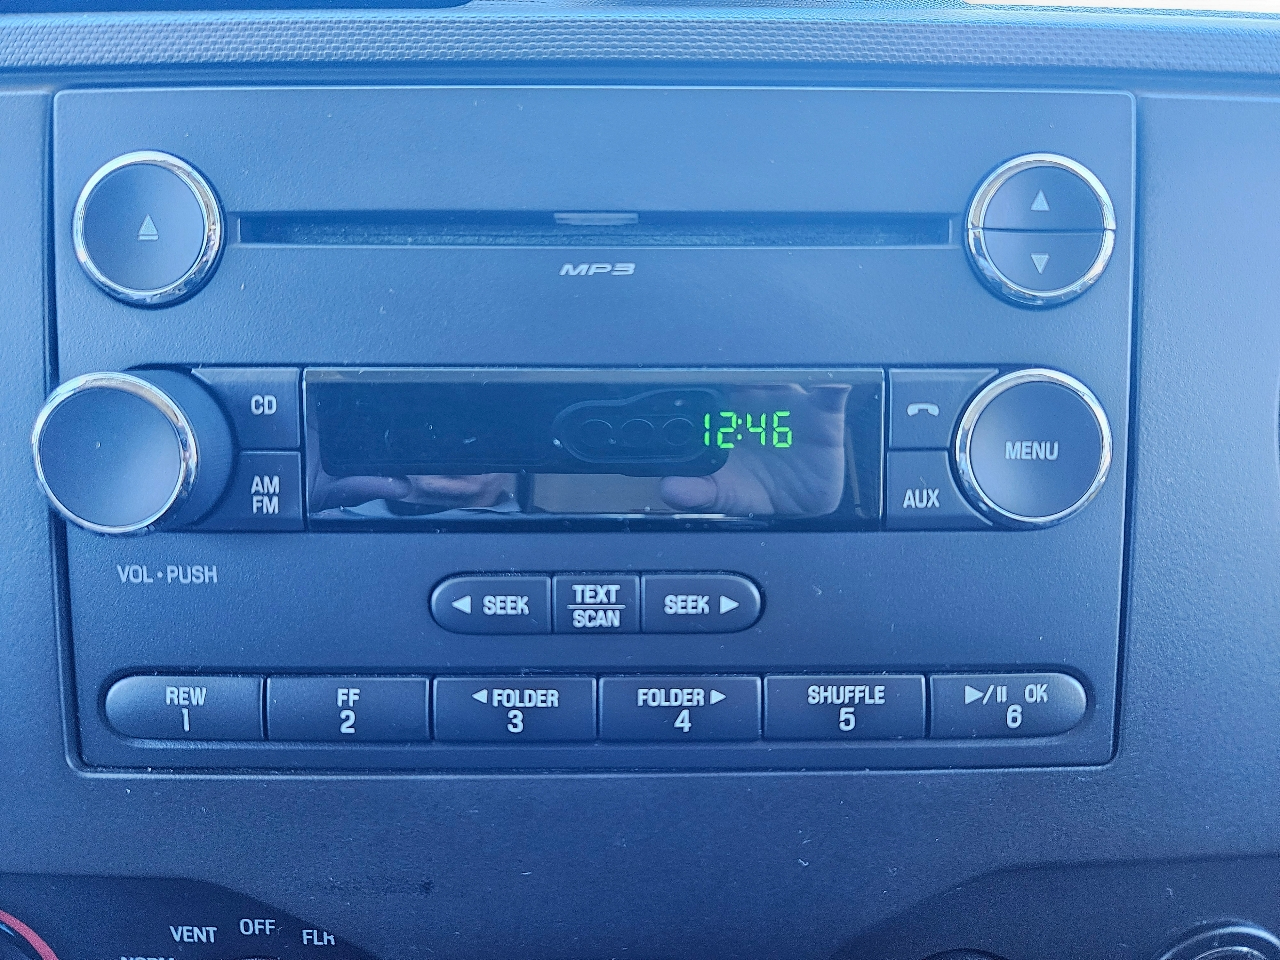 MP3
CD
12:46
MENU
AM
FM
AUX
VOL • PUSH
◀ SEEK
TEXT
SCAN
SEEK ▶
REW
1
FF
2
◀ FOLDER
3
FOLDER ▶
4
SHUFFLE
5
▶/II OK
6
VENT
OFF
FLR